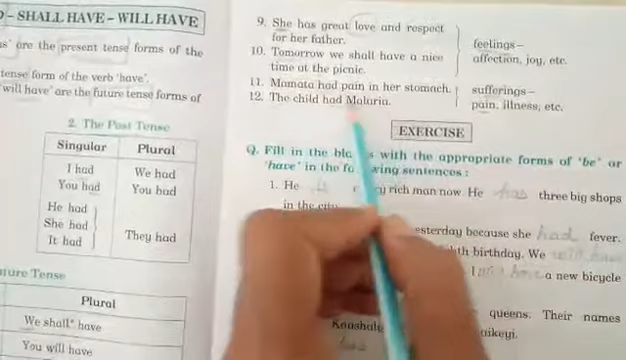 - SHALL HAVE - WILL HAVE
are the present tense forms of the
tense form of the verb 'have'.
'will have' are the future tense forms of
2. The Past Tense
Singular Plural
I had We had
You had You had
He had
She had
It had
They had
Tense
Plural
We shall* have
You will have
9. She has great love and respect
for her father.
feelings–
affection, joy, etc.
10. Tomorrow we shall have a nice
time at the picnic.
11. Mamata had pain in her stomach.
12. The child had Malaria.
sufferings–
pain, illness, etc.
EXERCISE
Q. Fill in the with the appropriate forms of 'be' or
'have' in the sentences :
1. He is rich man now. He has three big shops
in the city
because she had fever.
birthday. We will have
a new bicycle
queens. Their names